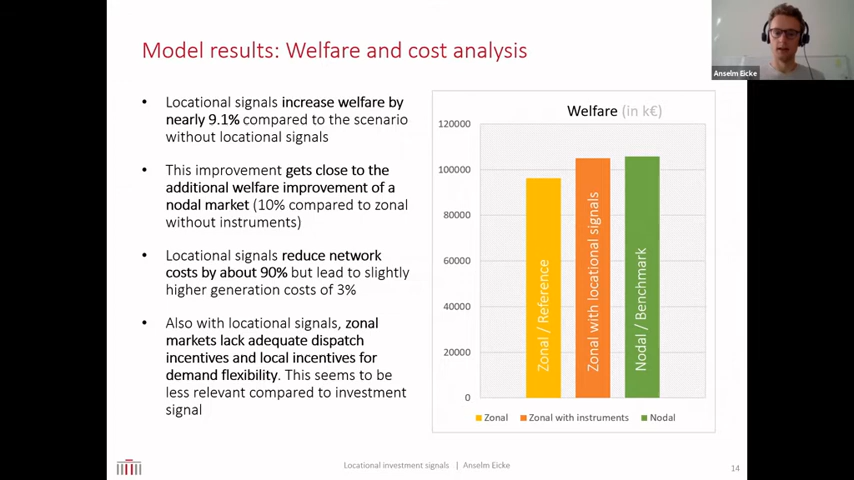 Model results: Welfare and cost analysis
Anselm Eicke
• Locational signals increase welfare by
nearly 9.1% compared to the scenario
without locational signals
• This improvement gets close to the
additional welfare improvement of a
nodal market (10% compared to zonal
without instruments)
• Locational signals reduce network
costs by about 90% but lead to slightly
higher generation costs of 3%
• Also with locational signals, zonal
markets lack adequate dispatch
incentives and local incentives for
demand flexibility. This seems to be
less relevant compared to investment
signal
Welfare (in k€)
120000
100000
80000
60000
40000
20000
0
Zonal / Reference
Zonal with locational signals
Nodal / Benchmark
Zonal
Zonal with instruments
Nodal
Locational investment signals | Anselm Eicke
14